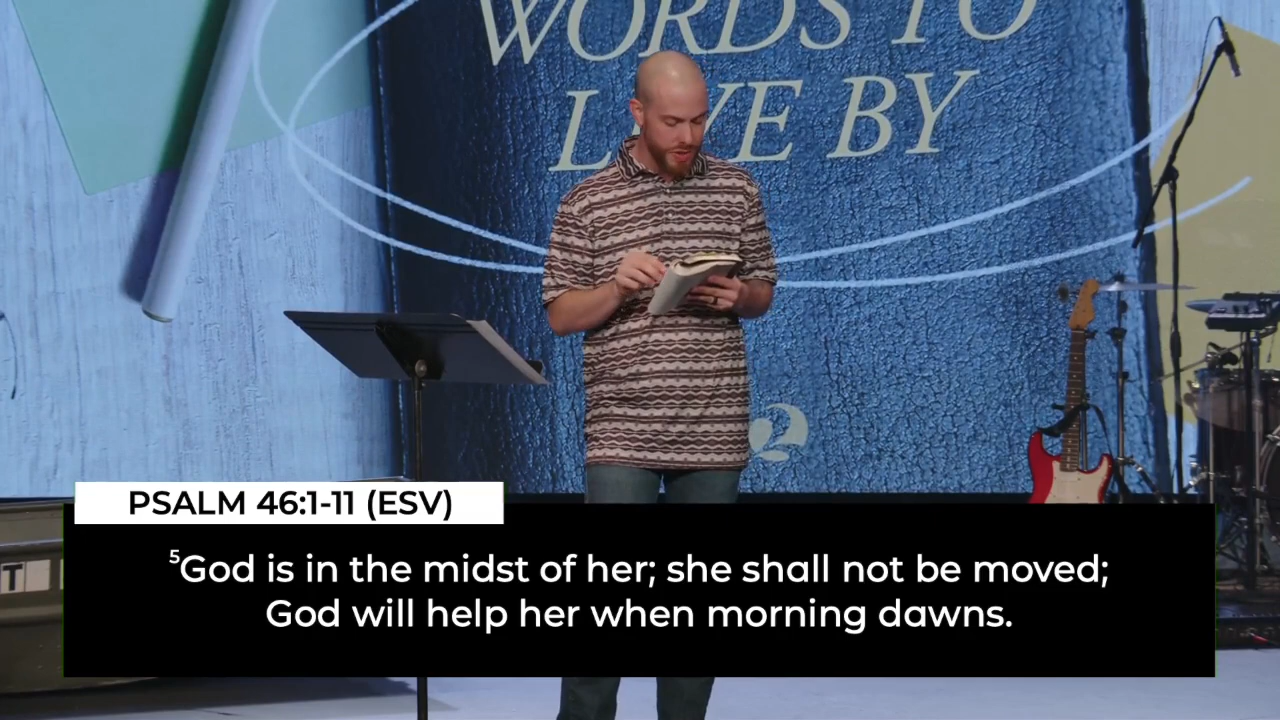 WORDS TO
LIVE BY
2
PSALM 46:1-11 (ESV)
⁵God is in the midst of her; she shall not be moved;
God will help her when morning dawns.
T